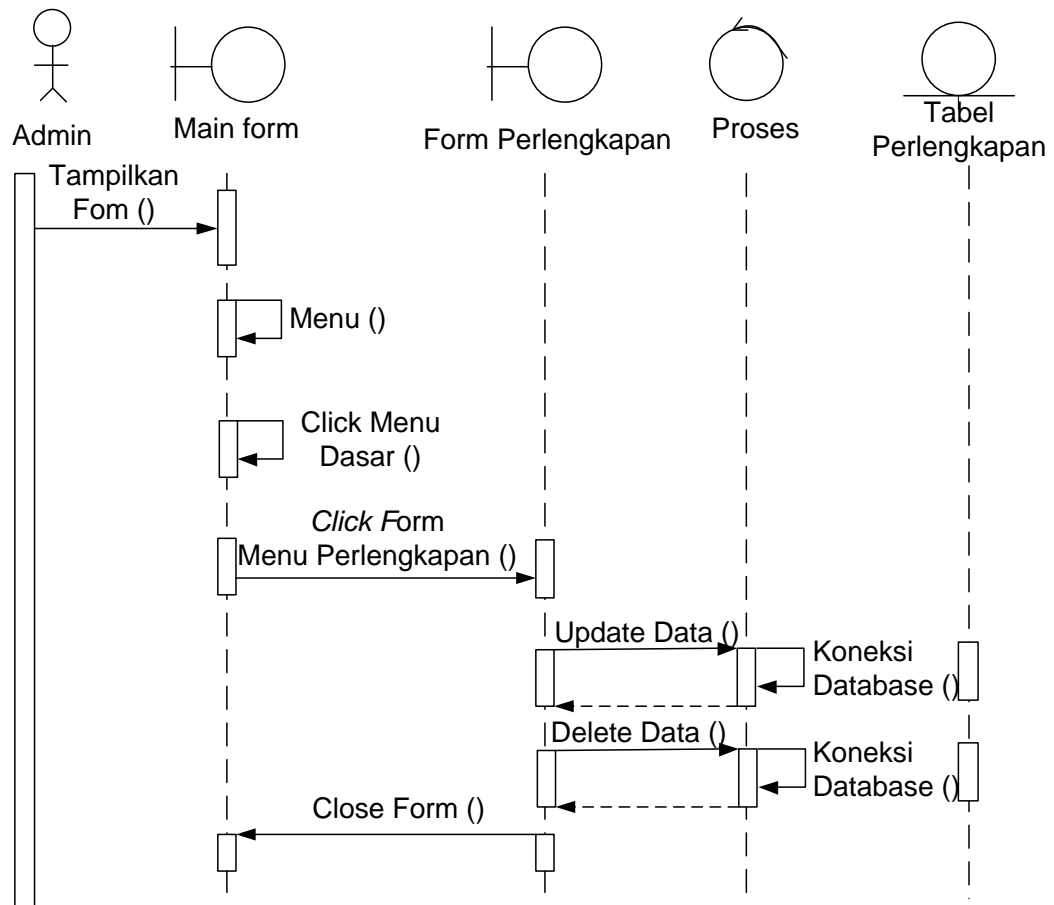 Admin
Main form
Form Perlengkapan
Proses
Tabel
Perlengkapan
Tampilkan
Fom ()
Menu ()
Click Menu
Dasar ()
Click Form
Menu Perlengkapan ()
Update Data ()
Koneksi
Database ()
Delete Data ()
Koneksi
Database ()
Close Form ()